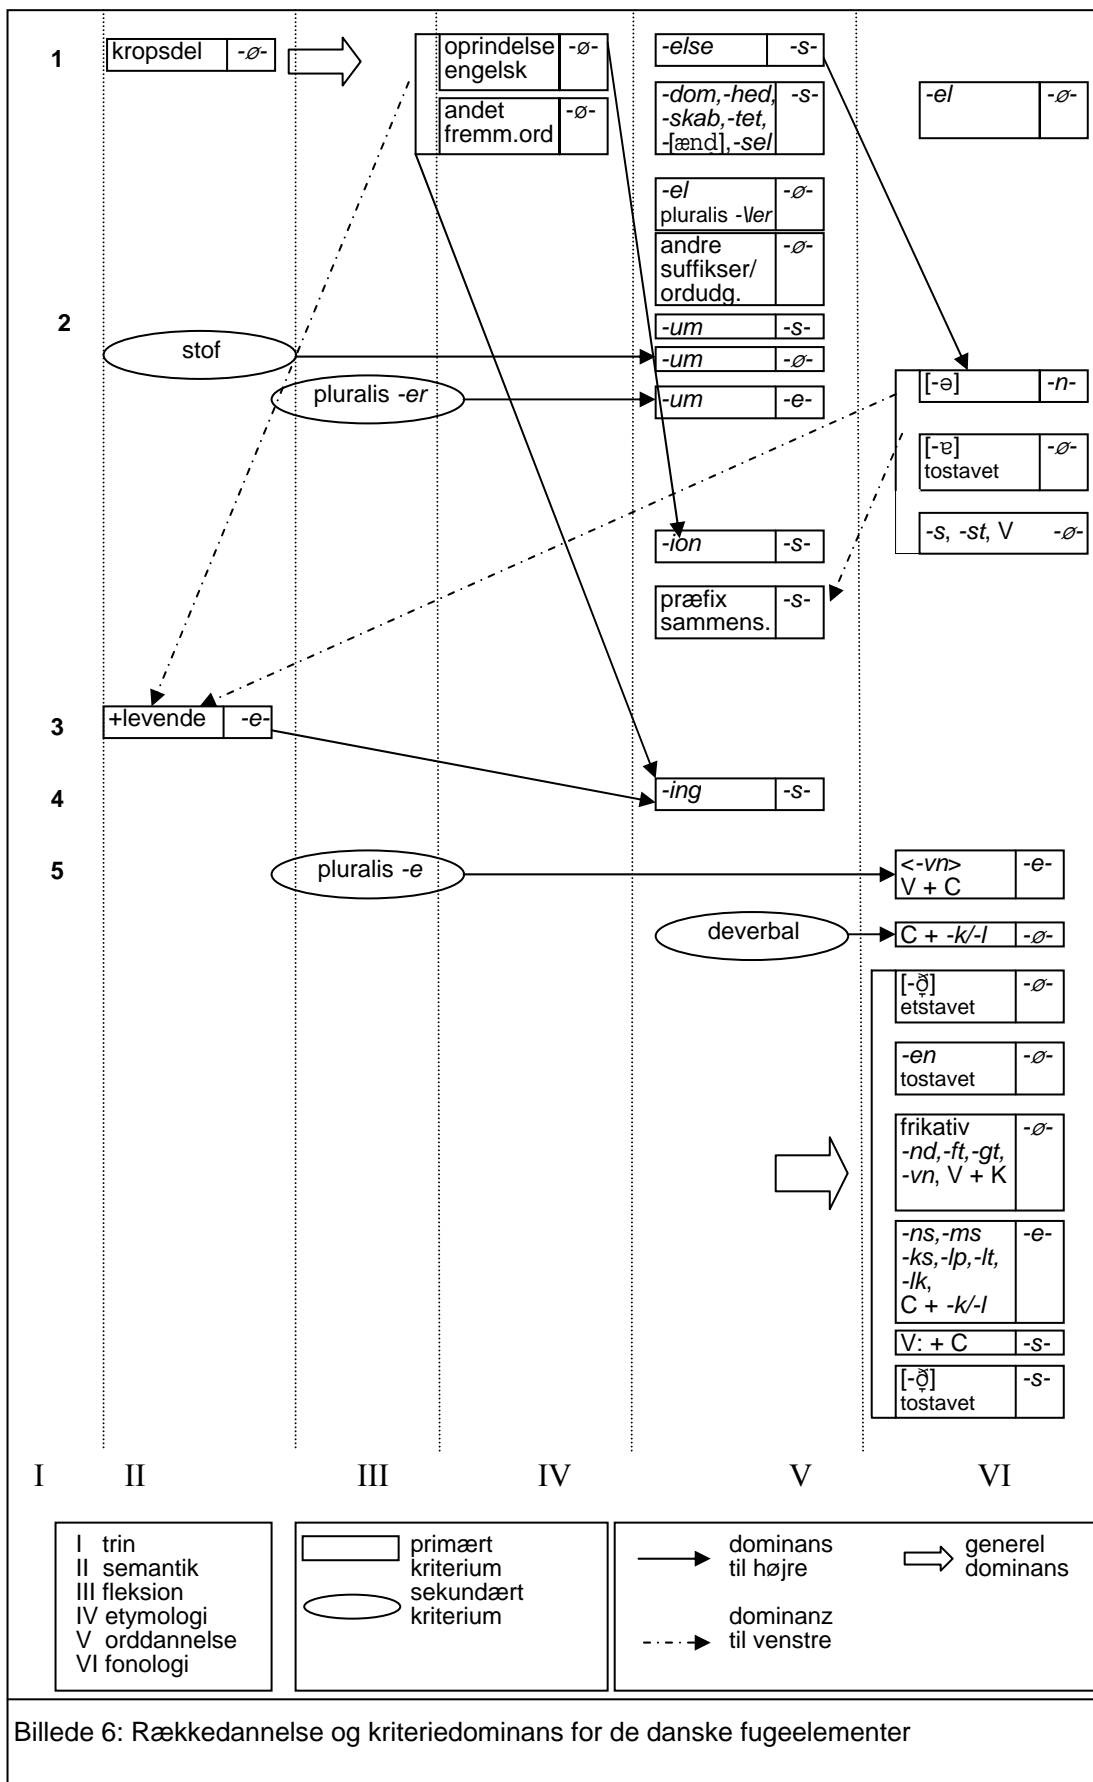 1
kropsdel -ø-
oprindelse -ø-
engelsk
andet -ø-
fremm.ord
-else -s-
-dom,-hed, -s-
-skab,-tet,
-[ænd̥],-sel
-el -ø-
-el -ø-
pluralis -\ler
andre -ø-
suffikser/
ordudg.
2
stof
-um -s-
-um -ø-
pluralis -er
-um -e-
[-ə] -n-
[-ɐ] -ø-
tostavet
-s, -st, V -ø-
-ion -s-
præfix -s-
sammens.
3
+levende -e-
4
-ing -s-
5
pluralis -e
<-vn> -e-
V + C
deverbal
C + -k/-l -ø-
[-ð̞] -ø-
etstavet
-en -ø-
tostavet
frikativ -ø-
-nd,-ft,-gt,
-vn, V + K
-ns,-ms -e-
-ks,-lp,-lt,
-lk,
C + -k/-l
V: + C -s-
[-ð̞] -s-
tostavet
I II III IV V VI
I trin
II semantik
III fleksion
IV etymologi
V orddannelse
VI fonologi
primært
kriterium
sekundært
kriterium
dominans
til højre
dominanz
til venstre
generel
dominans
Billede 6: Rækkedannelse og kriteriedominans for de danske fugeelementer